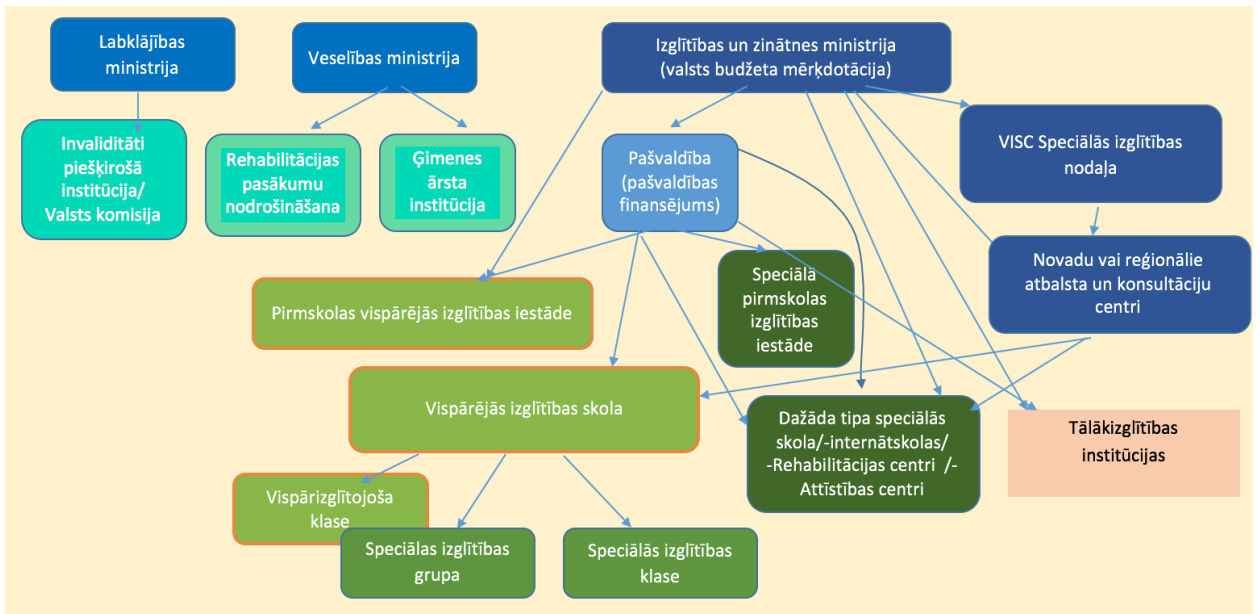 Labklājības
ministrija
Veselības ministrija
Izglītības un zinātnes ministrija
(valsts budžeta mērķdotācija)
Invaliditāti
piešķirošā
institūcija/
Valsts komisija
Rehabilitācijas
pasākumu
nodrošināšana
Ģimenes
ārsta
institūcija
Pašvaldība
(pašvaldības
finansējums)
VISC Speciālās izglītības
nodaļa
Novadu vai reģionālie
atbalsta un konsultāciju
centri
Pirmskolas vispārējās izglītības iestāde
Speciālā
pirmskolas
izglītības
iestāde
Vispārējās izglītības skola
Dažāda tipa speciālās
skola/-internātskolas/
-Rehabilitācijas centri /-
Attīstības centri
Tālākizglītības
institūcijas
Vispārizglītojoša
klase
Speciālas izglītības
grupa
Speciālās izglītības
klase